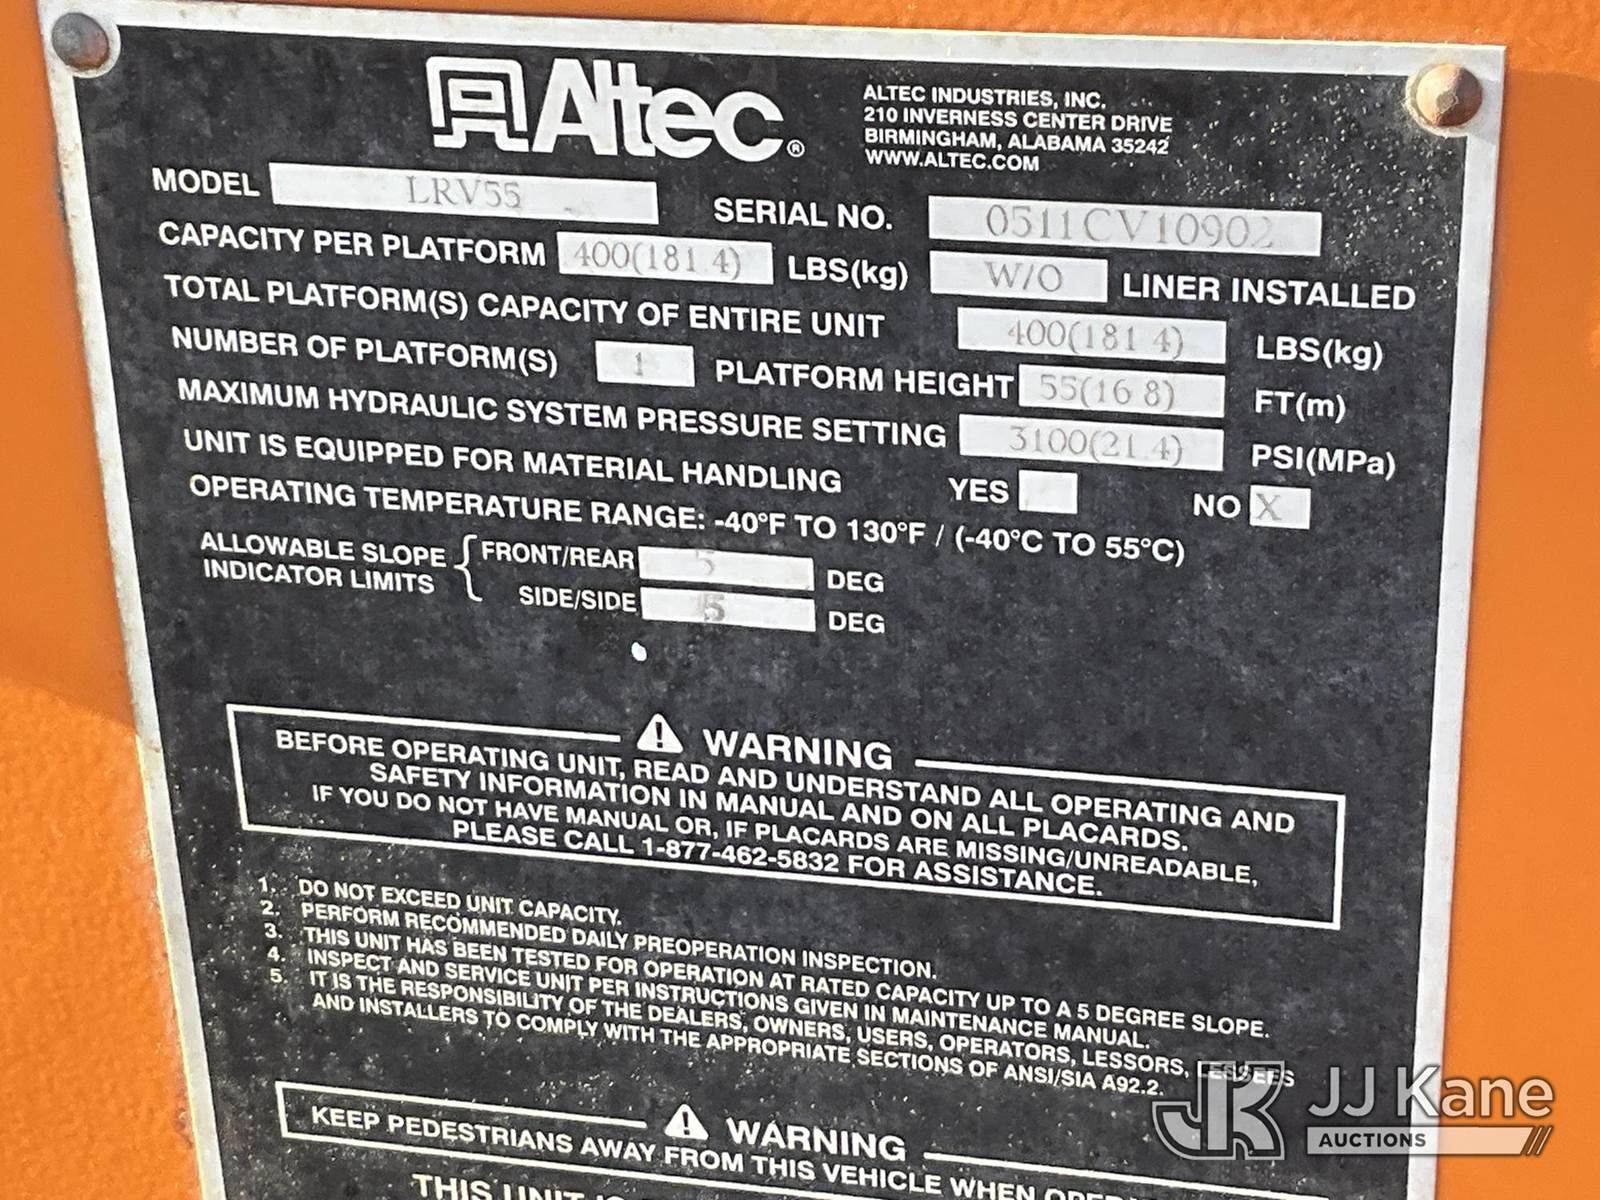 Altec®
ALTEC INDUSTRIES, INC.
210 INVERNESS CENTER DRIVE
BIRMINGHAM, ALABAMA 35242
WWW.ALTEC.COM
MODEL LRV55 SERIAL NO. 0511CV10902
CAPACITY PER PLATFORM 400(181.4) LBS(kg) W/O LINER INSTALLED
TOTAL PLATFORM(S) CAPACITY OF ENTIRE UNIT 400(181.4) LBS(kg)
NUMBER OF PLATFORM(S) 1 PLATFORM HEIGHT 55(16.8) FT(m)
MAXIMUM HYDRAULIC SYSTEM PRESSURE SETTING 3100(21.4) PSI(MPa)
UNIT IS EQUIPPED FOR MATERIAL HANDLING YES NO X
OPERATING TEMPERATURE RANGE: -40°F TO 130°F / (-40°C TO 55°C)
ALLOWABLE SLOPE INDICATOR LIMITS { FRONT/REAR 5 DEG
SIDE/SIDE 5 DEG
WARNING
BEFORE OPERATING UNIT, READ AND UNDERSTAND ALL OPERATING AND
SAFETY INFORMATION IN MANUAL AND ON ALL PLACARDS.
IF YOU DO NOT HAVE MANUAL OR, IF PLACARDS ARE MISSING/UNREADABLE,
PLEASE CALL 1-877-462-5832 FOR ASSISTANCE.
1. DO NOT EXCEED UNIT CAPACITY.
2. PERFORM RECOMMENDED DAILY PREOPERATION INSPECTION.
3. THIS UNIT HAS BEEN TESTED FOR OPERATION AT RATED CAPACITY UP TO A 5 DEGREE SLOPE.
4. INSPECT AND SERVICE UNIT PER INSTRUCTIONS GIVEN IN MAINTENANCE MANUAL.
5. IT IS THE RESPONSIBILITY OF THE DEALERS, OWNERS, USERS, OPERATORS, LESSORS, LESSEES
AND INSTALLERS TO COMPLY WITH THE APPROPRIATE SECTIONS OF ANSI/SIA A92.2.
WARNING
KEEP PEDESTRIANS AWAY FROM THIS VEHICLE WHEN
THIS UNIT
JK JJ Kane
AUCTIONS